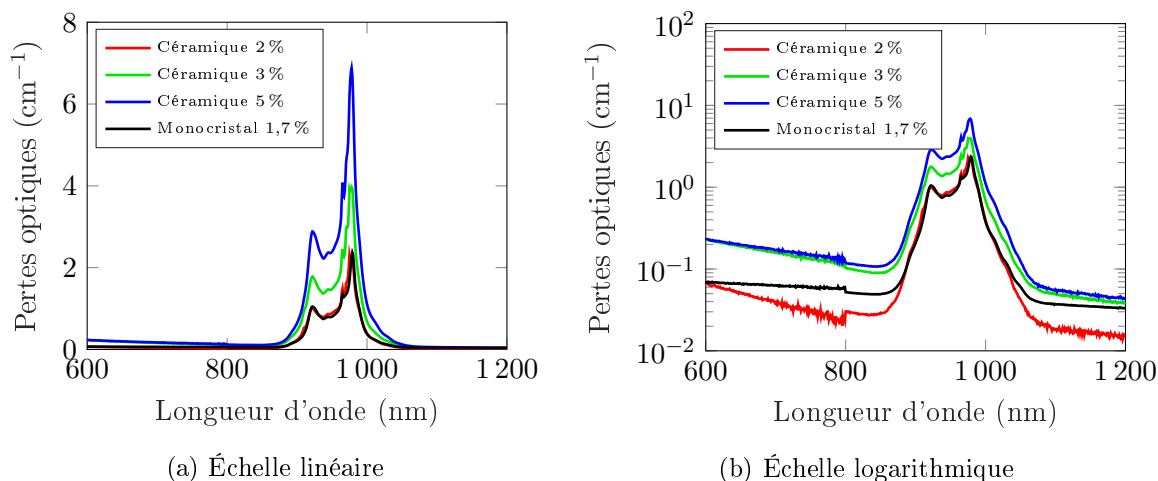 8
6
4
2
0
Pertes optiques (cm⁻¹)
Céramique 2 %
Céramique 3 %
Céramique 5 %
Monocristal 1,7 %
600
800
1 000
1 200
Longueur d'onde (nm)
(a) Échelle linéaire
10²
10¹
10⁰
10⁻¹
10⁻²
Pertes optiques (cm⁻¹)
Céramique 2 %
Céramique 3 %
Céramique 5 %
Monocristal 1,7 %
600
800
1 000
1 200
Longueur d'onde (nm)
(b) Échelle logarithmique